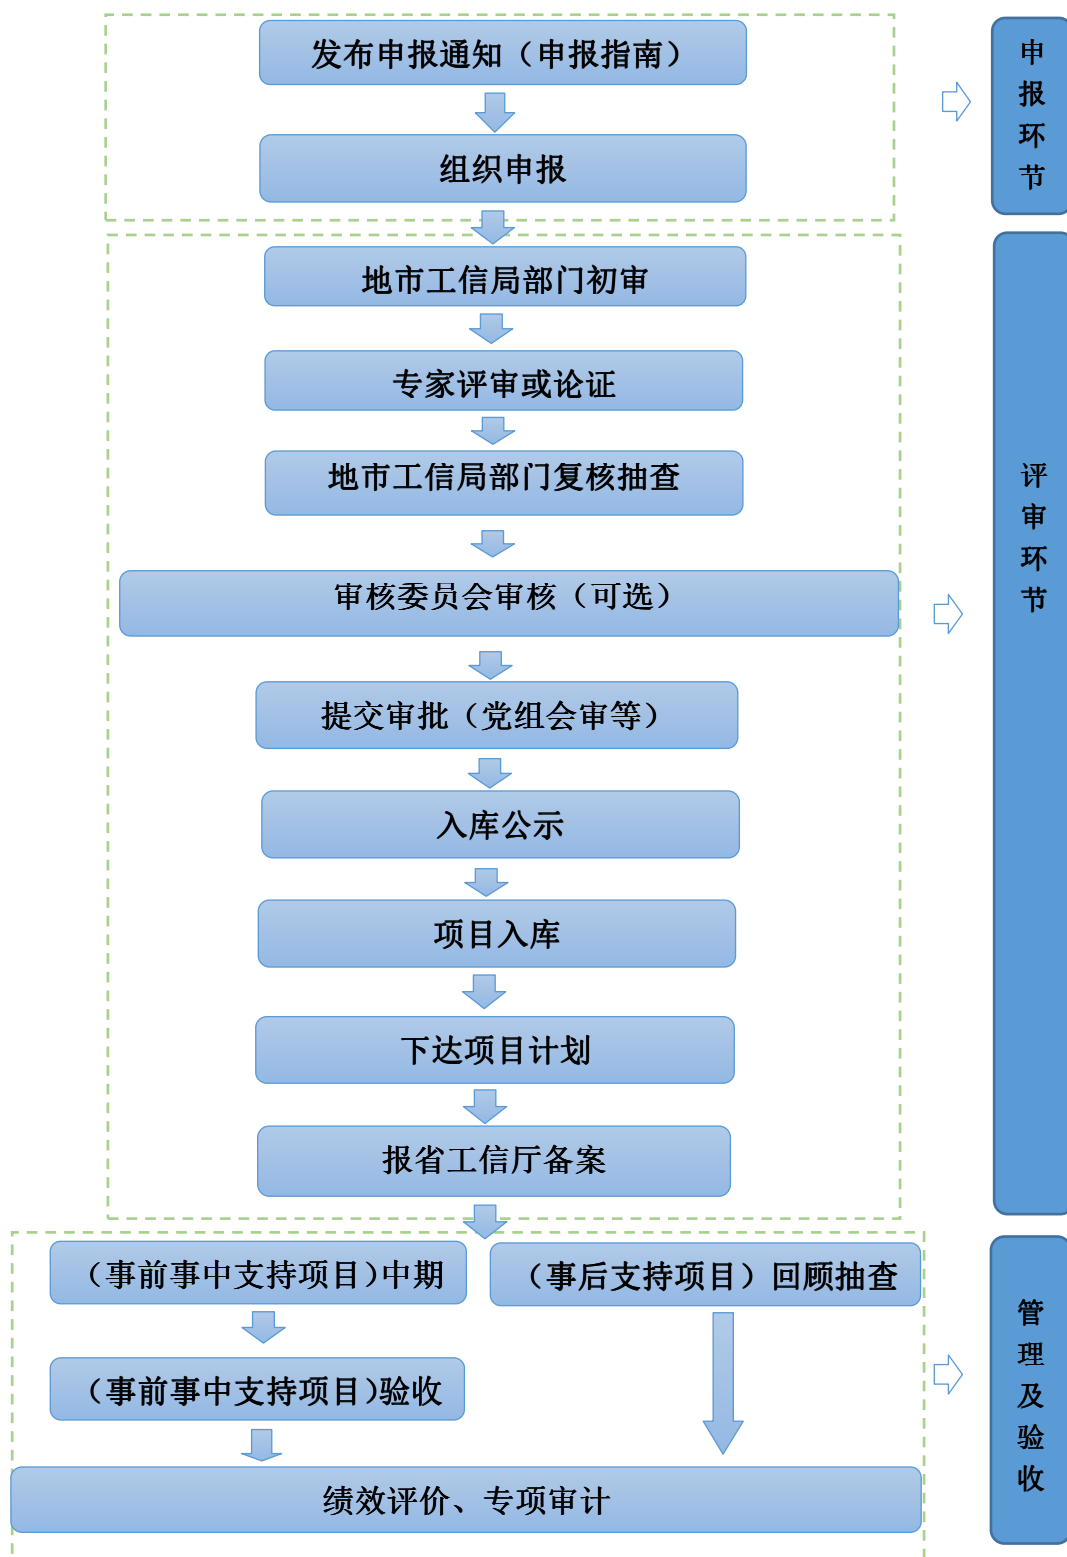 发布申报通知（申报指南）
组织申报
申报环节
地市工信局部门初审
专家评审或论证
地市工信局部门复核抽查
审核委员会审核（可选）
提交审批（党组会审等）
入库公示
项目入库
下达项目计划
报省工信厅备案
评审环节
（事前事中支持项目）中期
（事后支持项目）回顾抽查
（事前事中支持项目）验收
绩效评价、专项审计
管理及验收